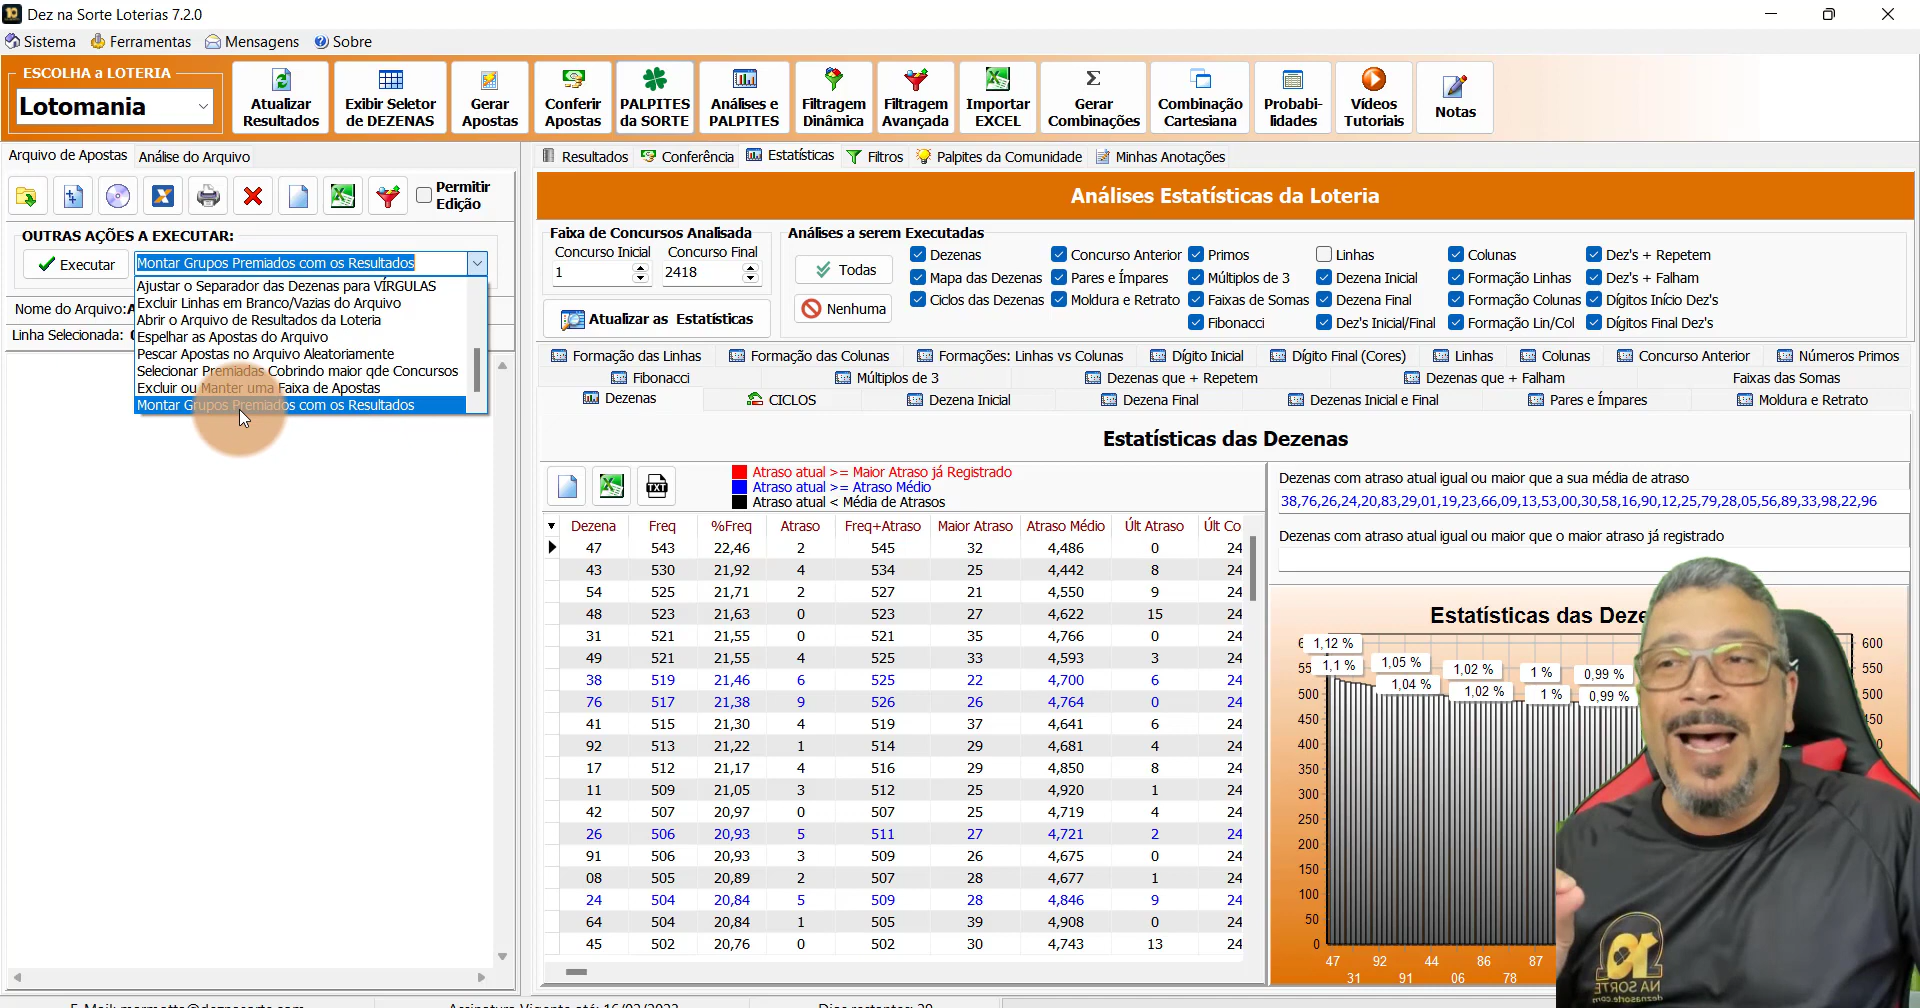 Dez na Sorte Loterias 7.2.0
Sistema Ferramentas Mensagens Sobre
ESCOLHA a LOTERIA
Lotomania
Atualizar Resultados
Exibir Seletor de DEZENAS
Gerar Apostas
Conferir Apostas
PALPITES da SORTE
Análises e PALPITES
Filtragem Dinâmica
Filtragem Avançada
Importar EXCEL
Gerar Combinações
Combinação Cartesiana
Probabi-lidades
Vídeos Tutoriais
Notas
Arquivo de Apostas Análise do Arquivo
Permitir Edição
OUTRAS AÇÕES A EXECUTAR:
Executar Montar Grupos Premiados com os Resultados
Ajustar o Separador das Dezenas para VÍRGULAS
Excluir Linhas em Branco/Vazias do Arquivo
Abrir o Arquivo de Resultados da Loteria
Espelhar as Apostas do Arquivo
Pescar Apostas no Arquivo Aleatoriamente
Selecionar Premiadas Cobrindo maior qde Concursos
Excluir ou Manter uma Faixa de Apostas
Montar Grupos Premiados com os Resultados
Nome do Arquivo:
Linha Selecionada:
Resultados Conferência Estatísticas Filtros Palpites da Comunidade Minhas Anotações
Análises Estatísticas da Loteria
Faixa de Concursos Analisada
Concurso Inicial Concurso Final
1 2418
Atualizar as Estatísticas
Análises a serem Executadas
Todas
Nenhuma
Dezenas Concurso Anterior Primos Linhas Colunas Dez's + Repetem
Mapa das Dezenas Pares e Ímpares Múltiplos de 3 Dezena Inicial Formação Linhas Dez's + Falham
Ciclos das Dezenas Moldura e Retrato Faixas de Somas Dezena Final Formação Colunas Dígitos Início Dez's
Fibonacci Dez's Inicial/Final Formação Lin/Col Dígitos Final Dez's
Formação das Linhas Formação das Colunas Formações: Linhas vs Colunas Dígito Inicial Dígito Final (Cores) Linhas Colunas Concurso Anterior Números Primos
Fibonacci Múltiplos de 3 Dezenas que + Repetem Dezenas que + Falham Faixas das Somas
Dezenas CICLOS Dezena Inicial Dezena Final Dezenas Inicial e Final Pares e Ímpares Moldura e Retrato
Estatísticas das Dezenas
TXT
Atraso atual >= Maior Atraso já Registrado
Atraso atual >= Atraso Médio
Atraso atual < Média de Atrasos
Dezena Freq %Freq Atraso Freq+Atraso Maior Atraso Atraso Médio Últ Atraso Últ Co
47 543 22,46 2 545 32 4,486 0 24
43 530 21,92 4 534 25 4,442 8 24
54 525 21,71 2 527 21 4,550 9 24
48 523 21,63 0 523 27 4,622 15 24
31 521 21,55 0 521 35 4,766 0 24
49 521 21,55 4 525 33 4,593 3 24
38 519 21,46 6 525 22 4,700 6 24
76 517 21,38 9 526 26 4,764 0 24
41 515 21,30 4 519 37 4,641 6 24
92 513 21,22 1 514 29 4,681 4 24
17 512 21,17 4 516 29 4,850 8 24
11 509 21,05 3 512 25 4,920 1 24
42 507 20,97 0 507 25 4,719 4 24
26 506 20,93 5 511 27 4,721 2 24
91 506 20,93 3 509 26 4,675 0 24
08 505 20,89 2 507 28 4,677 1 24
24 504 20,84 5 509 28 4,846 9 24
64 504 20,84 1 505 39 4,908 0 24
45 502 20,76 0 502 30 4,743 13 24
Dezenas com atraso atual igual ou maior que a sua média de atraso
38,76,26,24,20,83,29,01,19,23,66,09,13,53,00,30,58,16,90,12,25,79,28,05,56,89,33,98,22,96
Dezenas com atraso atual igual ou maior que o maior atraso já registrado
Estatísticas das Deze
1,12 % 600
1,1 % 1,05 % 1,02 % 1 % 0,99 % 550
500 1,04 % 1,02 % 1 % 0,99 % 500
450
400
350
300
250
200
150
100
50
0
47 92 44 86 87
31 91 06 78
NA SORTE
deznasorte.com